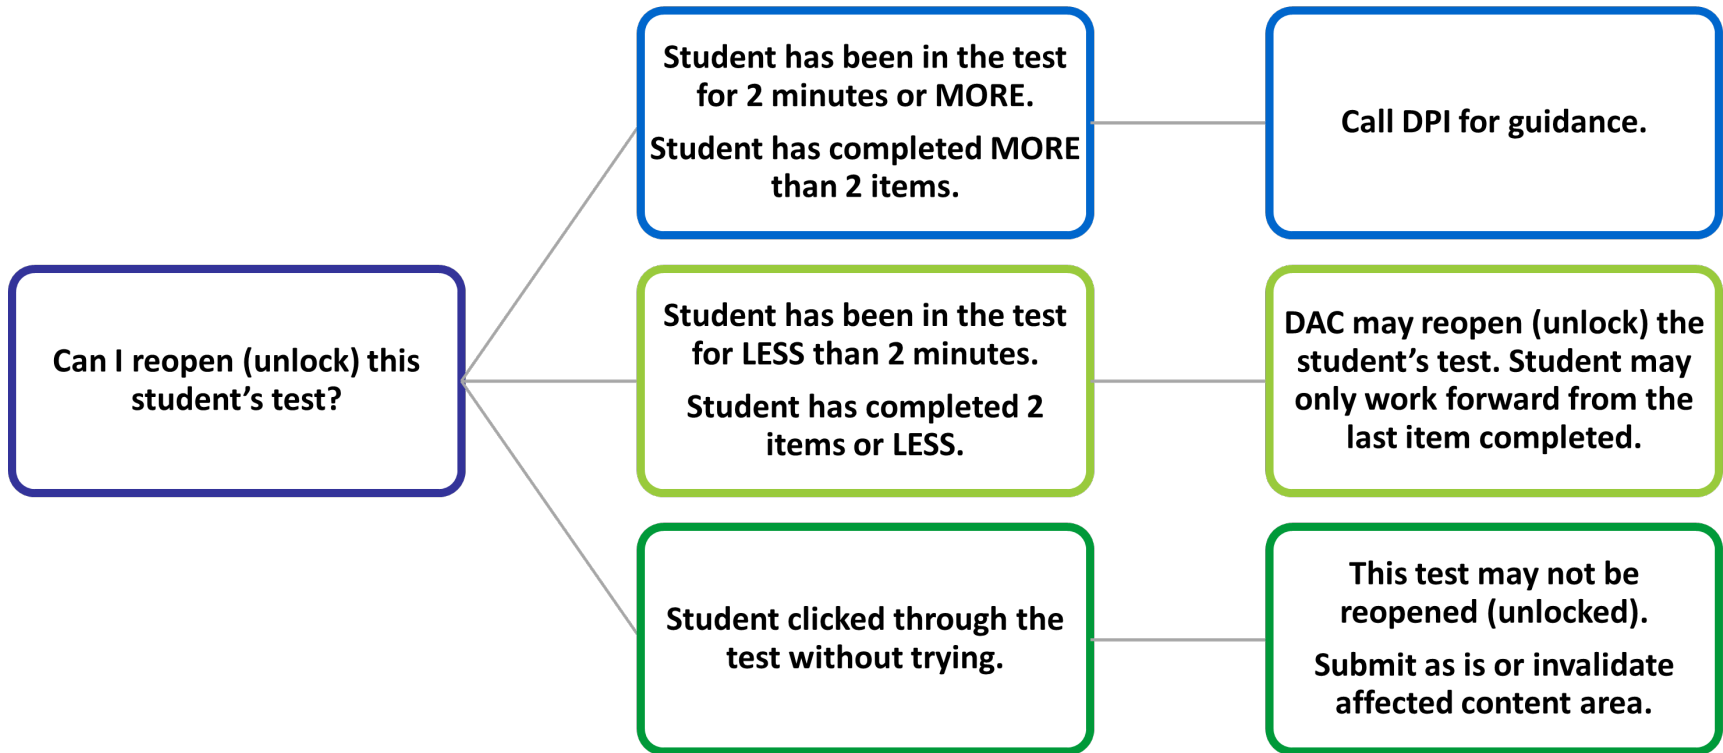 Can I reopen (unlock) this
student’s test?
Student has been in the test
for 2 minutes or MORE.
Student has completed MORE
than 2 items.
Call DPI for guidance.
Student has been in the test
for LESS than 2 minutes.
Student has completed 2
items or LESS.
DAC may reopen (unlock) the
student’s test. Student may
only work forward from the
last item completed.
Student clicked through the
test without trying.
This test may not be
reopened (unlocked).
Submit as is or invalidate
affected content area.